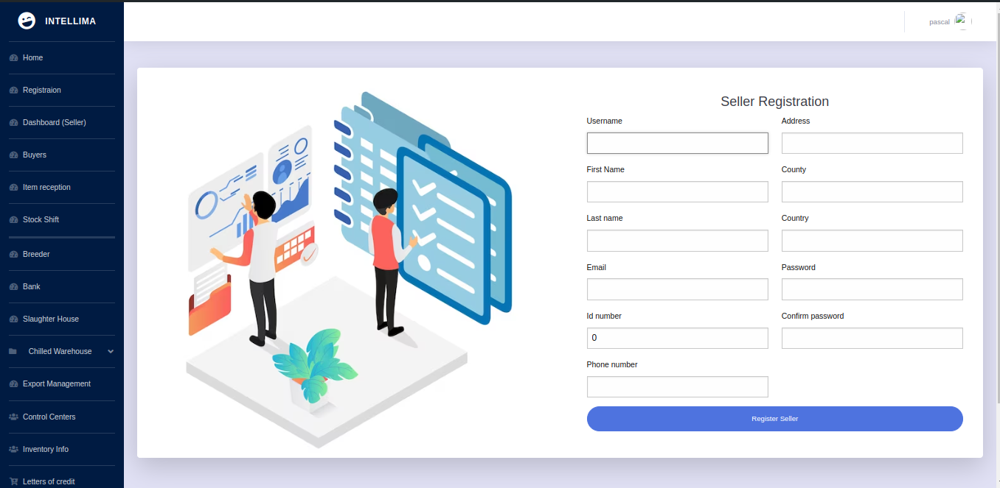 INTELLIMA
pascal
Home
Registraion
Dashboard (Seller)
Buyers
Item reception
Stock Shift
Breeder
Bank
Slaughter House
Chilled Warehouse
Export Management
Control Centers
Inventory Info
Letters of credit
Seller Registration
Username
Address
First Name
County
Last name
Country
Email
Password
Id number
Confirm password
0
Phone number
Register Seller